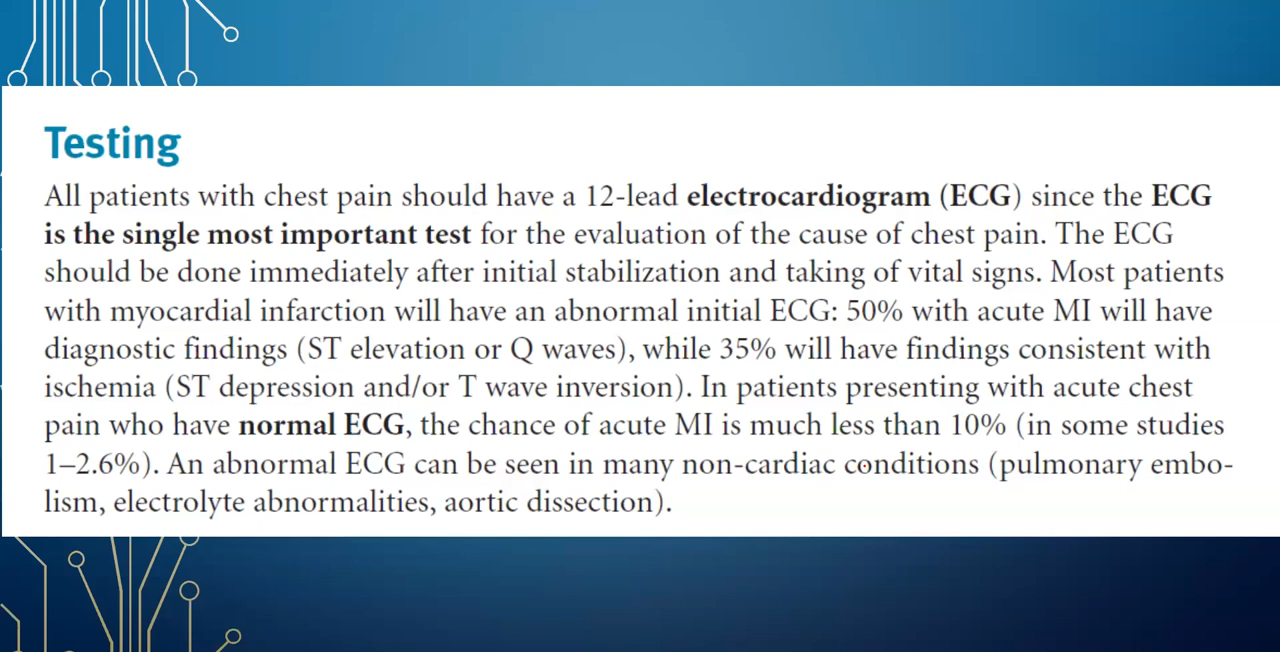 Testing
All patients with chest pain should have a 12-lead electrocardiogram (ECG) since the ECG
is the single most important test for the evaluation of the cause of chest pain. The ECG
should be done immediately after initial stabilization and taking of vital signs. Most patients
with myocardial infarction will have an abnormal initial ECG: 50% with acute MI will have
diagnostic findings (ST elevation or Q waves), while 35% will have findings consistent with
ischemia (ST depression and/or T wave inversion). In patients presenting with acute chest
pain who have normal ECG, the chance of acute MI is much less than 10% (in some studies
1–2.6%). An abnormal ECG can be seen in many non-cardiac conditions (pulmonary embo-
lism, electrolyte abnormalities, aortic dissection).